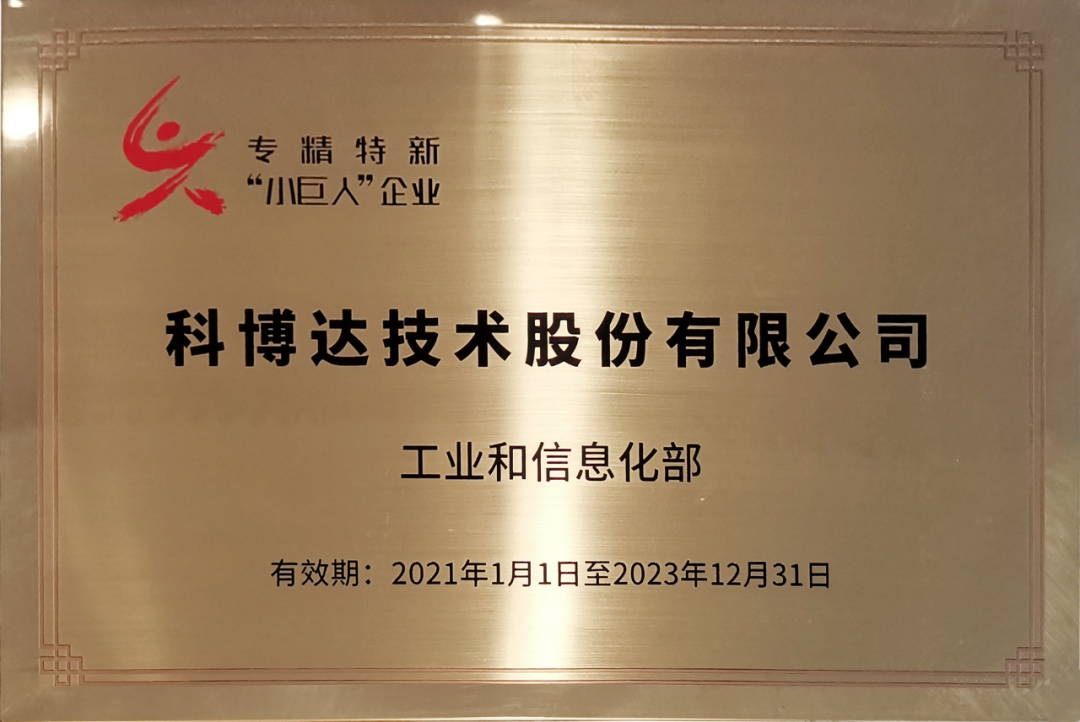 专精特新
“小巨人”企业
科博达技术股份有限公司
工业和信息化部
有效期：2021年1月1日至2023年12月31日